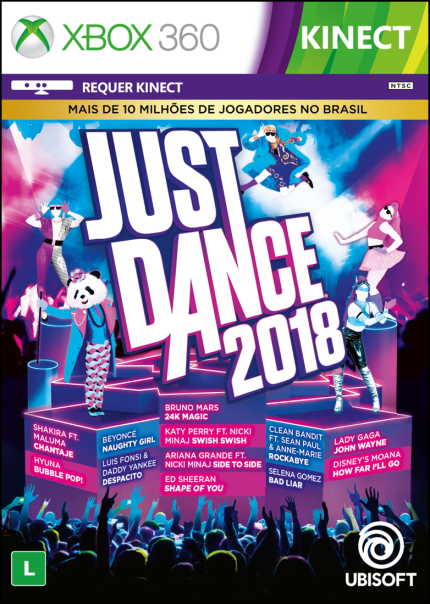 XBOX 360
KINECT
REQUER KINECT
NTSC
MAIS DE 10 MILHÕES DE JOGADORES NO BRASIL
JUST
DANCE
2018
SHAKIRA FT.
MALUMA
CHANTAJE
HYUNA
BUBBLE POP!
BEYONCÉ
NAUGHTY GIRL
LUIS FONSI &
DADDY YANKEE
DESPACITO
BRUNO MARS
24K MAGIC
KATY PERRY FT. NICKI
MINAJ SWISH SWISH
ARIANA GRANDE FT.
NICKI MINAJ SIDE TO SIDE
ED SHEERAN
SHAPE OF YOU
CLEAN BANDIT
FT. SEAN PAUL
& ANNE-MARIE
ROCKABYE
SELENA GOMEZ
BAD LIAR
LADY GAGA
JOHN WAYNE
DISNEY'S MOANA
HOW FAR I'LL GO
L
UBISOFT